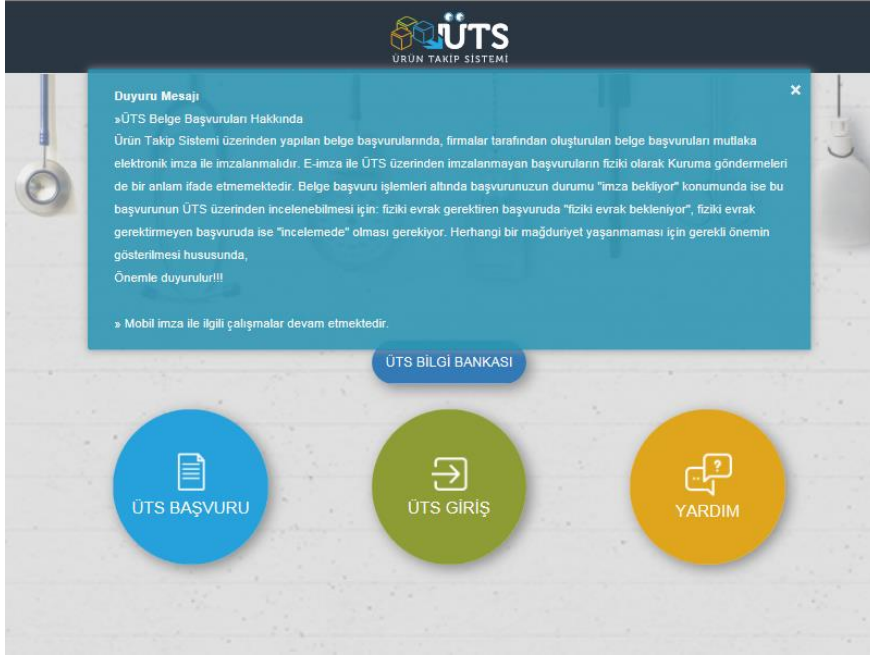 ÜTS
ÜRÜN TAKİP SİSTEMİ
Duyuru Mesajı
»ÜTS Belge Başvuruları Hakkında
Ürün Takip Sistemi üzerinden yapılan belge başvurularında, firmalar tarafından oluşturulan belge başvuruları mutlaka
elektronik imza ile imzalanmalıdır. E-imza ile ÜTS üzerinden imzalanmayan başvuruların fiziki olarak Kuruma göndermeleri
de bir anlam ifade etmemektedir. Belge başvuru işlemleri altında başvurunuzun durumu "imza bekliyor" konumunda ise bu
başvurunun ÜTS üzerinden incelenebilmesi için: fiziki evrak gerektiren başvuruda "fiziki evrak bekleniyor", fiziki evrak
gerektirmeyen başvuruda ise "incelemede" olması gerekiyor. Herhangi bir mağduriyet yaşanmaması için gerekli önemin
gösterilmesi hususunda,
Önemle duyurulur!!!
» Mobil imza ile ilgili çalışmalar devam etmektedir.
ÜTS BİLGİ BANKASI
ÜTS BAŞVURU
ÜTS GİRİŞ
YARDIM